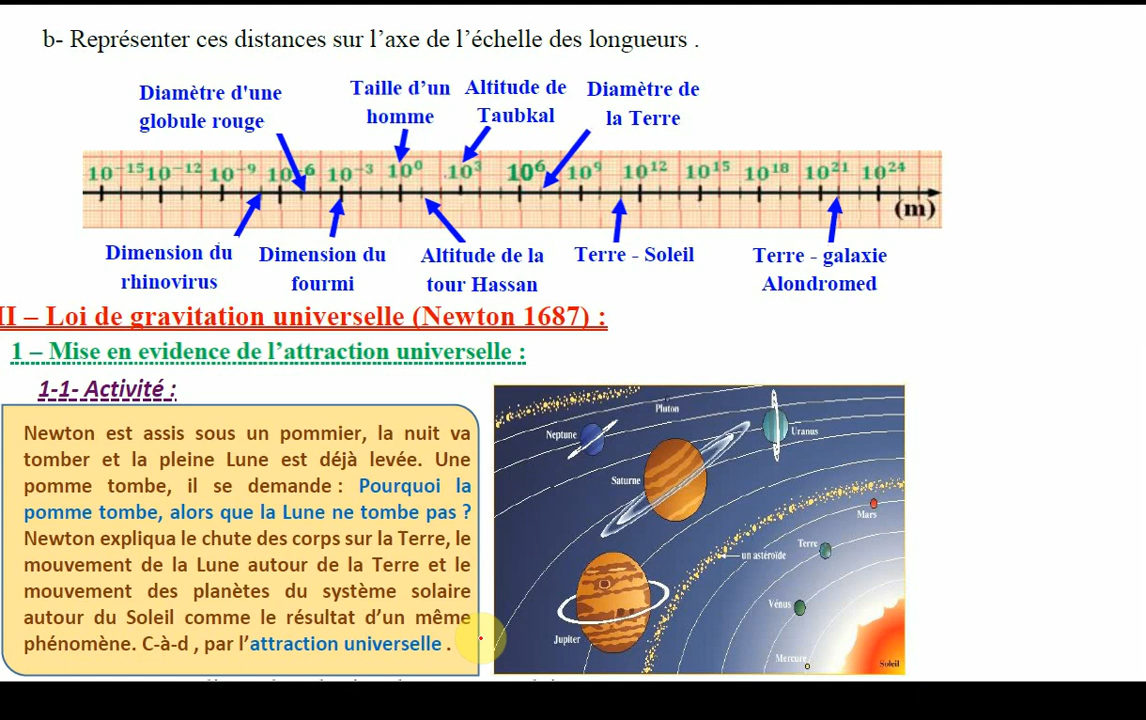 b- Représenter ces distances sur l’axe de l’échelle des longueurs .
Diamètre d'une
globule rouge
Taille d’un
homme
Altitude de
Taubkal
Diamètre de
la Terre
10⁻¹⁵ 10⁻¹² 10⁻⁹ 10⁻⁶ 10⁻³ 10⁰ 10³ 10⁶ 10⁹ 10¹² 10¹⁵ 10¹⁸ 10²¹ 10²⁴
(m)
Dimension du
rhinovirus
Dimension du
fourmi
Altitude de la
tour Hassan
Terre - Soleil
Terre - galaxie
Alondromed
II – Loi de gravitation universelle (Newton 1687) :
1 – Mise en evidence de l’attraction universelle :
1-1- Activité :
Newton est assis sous un pommier, la nuit va
tomber et la pleine Lune est déjà levée. Une
pomme tombe, il se demande : Pourquoi la
pomme tombe, alors que la Lune ne tombe pas ?
Newton expliqua le chute des corps sur la Terre, le
mouvement de la Lune autour de la Terre et le
mouvement des planètes du système solaire
autour du Soleil comme le résultat d’un même
phénomène. C-à-d , par l’attraction universelle .
Pluton
Neptune
Uranus
Saturne
Mars
Terre
un astéroïde
Vénus
Jupiter
Mercure
Soleil